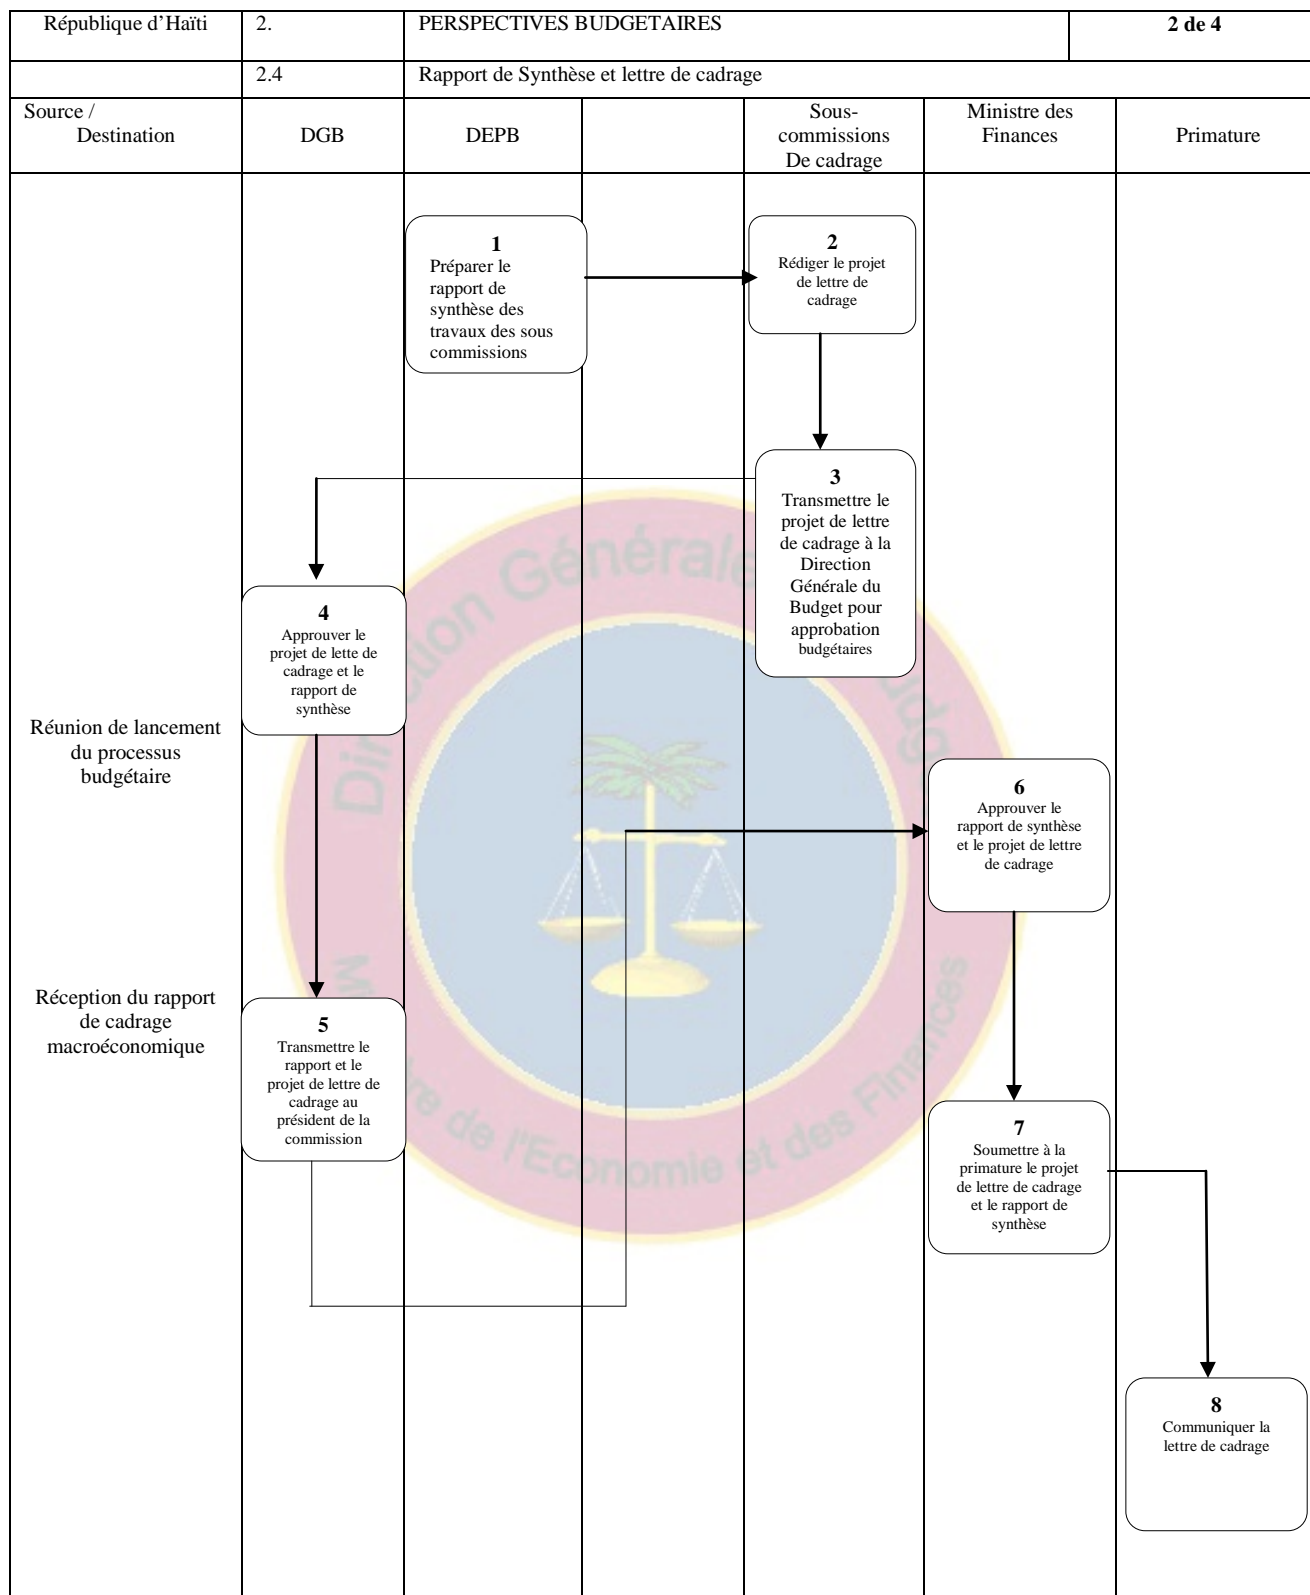 République d'Haïti
2.
PERSPECTIVES BUDGETAIRES
2 de 4
2.4
Rapport de Synthèse et lettre de cadrage
Source /
Destination
DGB
DEPB
Sous-
commissions
De cadrage
Ministre des
Finances
Primature
1
Préparer le
rapport de
synthèse des
travaux des sous
commissions
2
Rédiger le projet
de lettre de
cadrage
3
Transmettre le
projet de lettre
de cadrage à la
Direction
Générale du
Budget pour
approbation
budgétaires
4
Approuver le
projet de lette de
cadrage et le
rapport de
synthèse
Réunion de lancement
du processus
budgétaire
6
Approuver le
rapport de synthèse
et le projet de lettre
de cadrage
Réception du rapport
de cadrage
macroéconomique
5
Transmettre le
rapport et le
projet de lettre de
cadrage au
président de la
commission
7
Soumettre à la
primature le projet
de lettre de cadrage
et le rapport de
synthèse
8
Communiquer la
lettre de cadrage
Générale
de l'Economie et des Finances